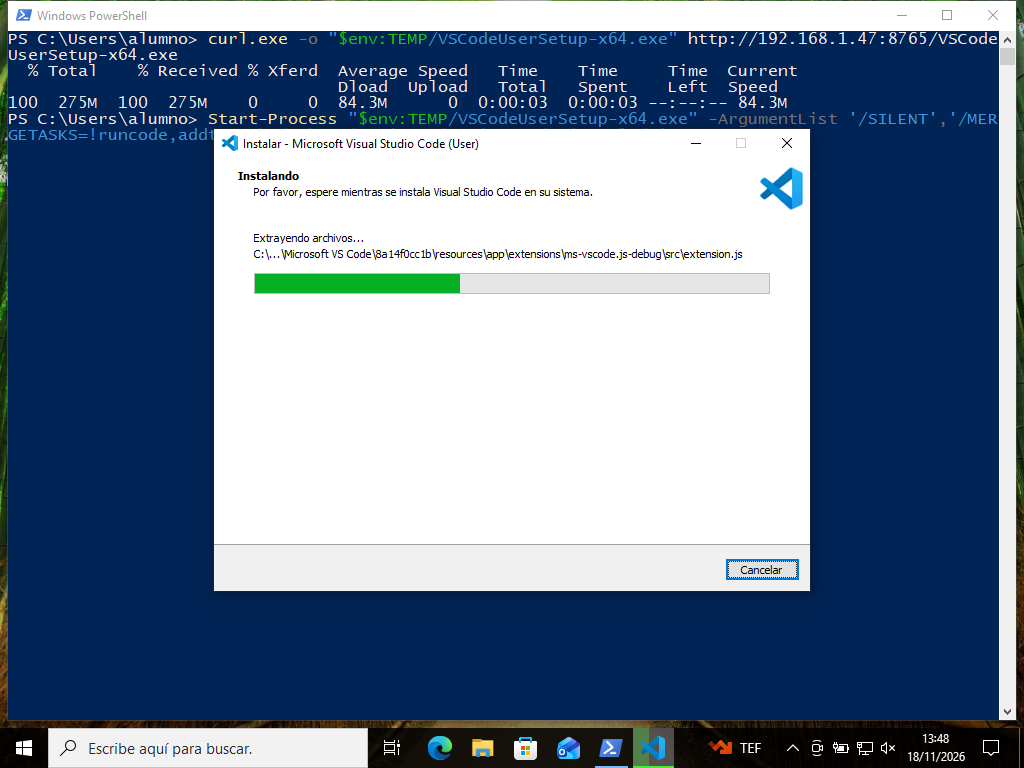 Windows PowerShell
PS C:\Users\alumno> curl.exe -o "$env:TEMP/VSCodeUserSetup-x64.exe" http://192.168.1.47:8765/VSCode
UserSetup-x64.exe
% Total % Received % Xferd Average Speed Time Time Time Current
Dload Upload Total Spent Left Speed
100 275M 100 275M 0 0 84.3M 0 0:00:03 0:00:03 --:--:-- 84.3M
PS C:\Users\alumno> Start-Process "$env:TEMP/VSCodeUserSetup-x64.exe" -ArgumentList '/SILENT','/MER
GETASKS=!runcode,addt
Instalar - Microsoft Visual Studio Code (User)
Instalando
Por favor, espere mientras se instala Visual Studio Code en su sistema.
Extrayendo archivos...
C:\...\Microsoft VS Code\8a14f0cc1b\resources\app\extensions\ms-vscode.js-debug\src\extension.js
Cancelar
Escribe aquí para buscar.
TEF
13:48
18/11/2026